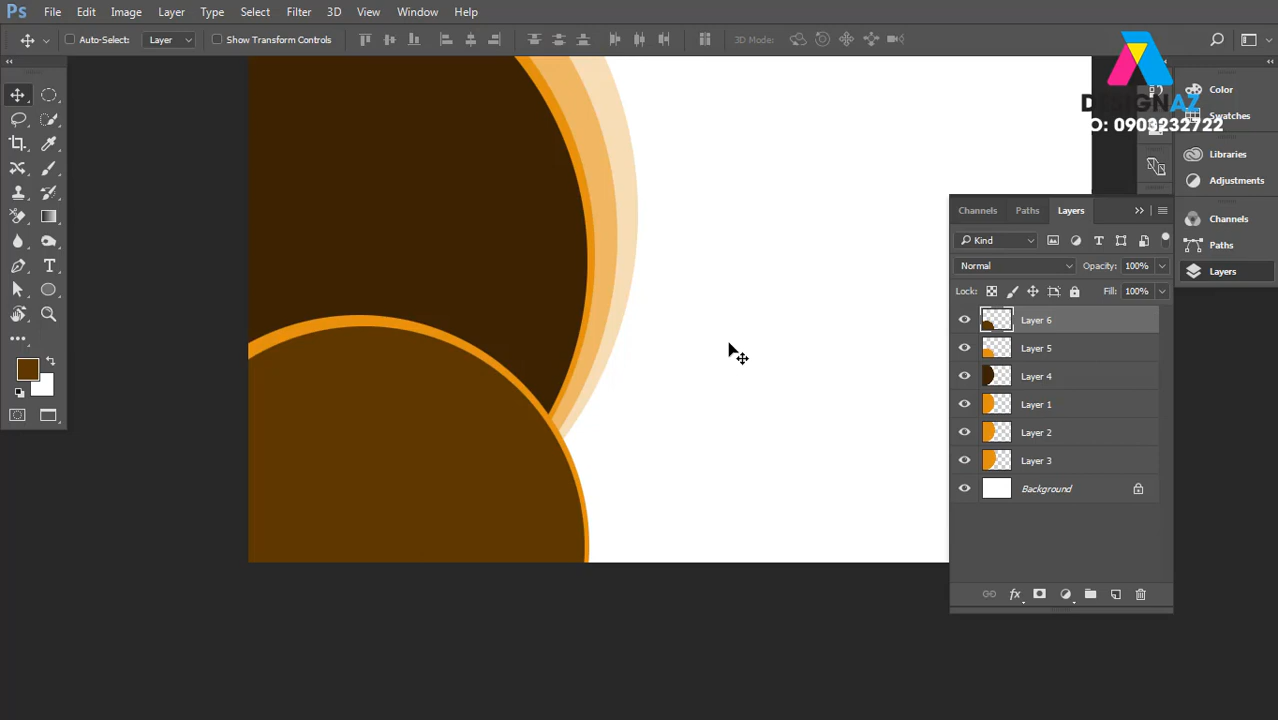 Ps File Edit Image Layer Type Select Filter 3D View Window Help
Auto-Select: Layer Show Transform Controls 3D Mode:
Color
DESIGNAZ
Swatches
O: 0903232722
Libraries
Adjustments
Channels Paths Layers
Channels
Kind
Paths
Normal Opacity: 100%
Layers
Lock: Fill: 100%
Layer 6
Layer 5
Layer 4
Layer 1
Layer 2
Layer 3
Background
fx